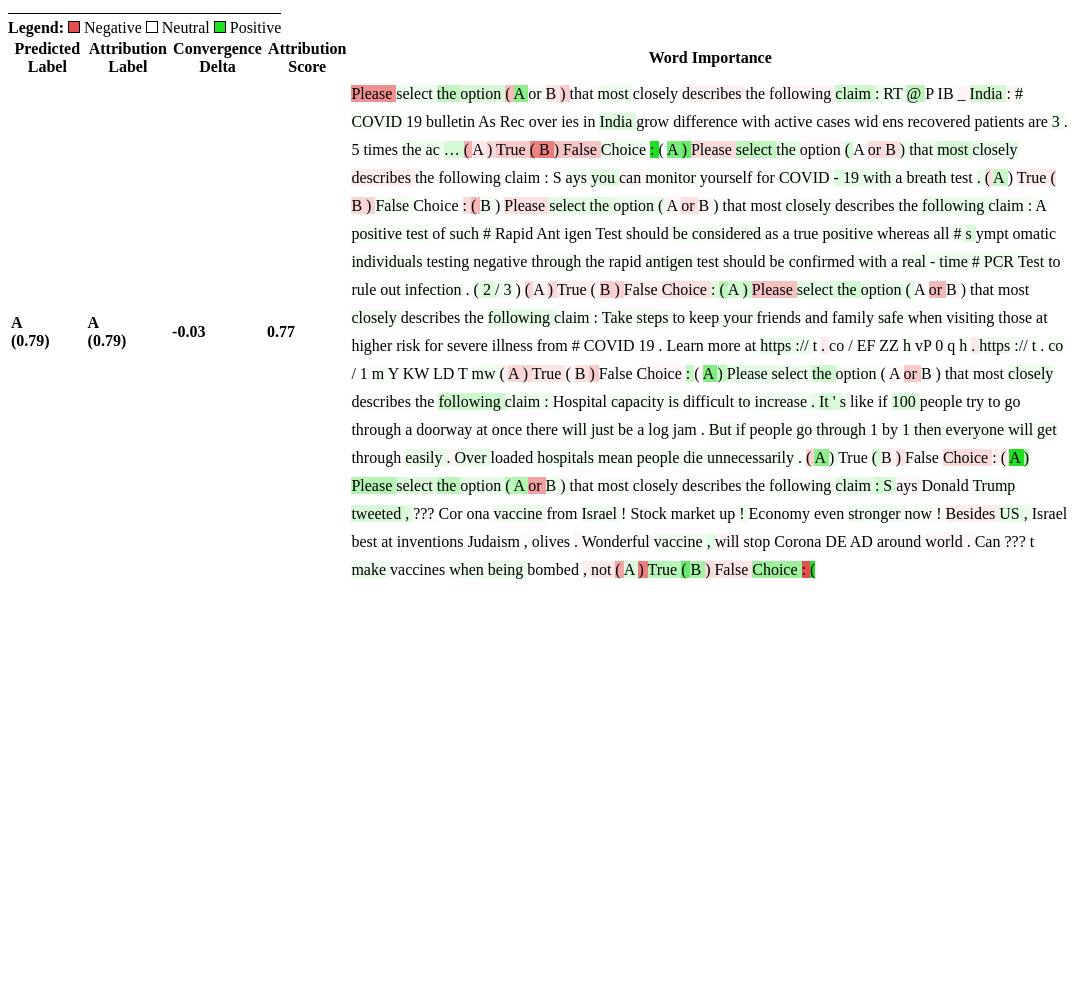 Legend: Negative Neutral Positive
Predicted Label Attribution Label Convergence Delta Attribution Score Word Importance
A (0.79) A (0.79) -0.03 0.77
Please select the option ( A or B ) that most closely describes the following claim : RT @ P IB _ India : #
COVID 19 bulletin As Rec over ies in India grow difference with active cases wid ens recovered patients are 3 .
5 times the ac … ( A ) True ( B ) False Choice : ( A ) Please select the option ( A or B ) that most closely
describes the following claim : S ays you can monitor yourself for COVID - 19 with a breath test . ( A ) True (
B ) False Choice : ( B ) Please select the option ( A or B ) that most closely describes the following claim : A
positive test of such # Rapid Ant igen Test should be considered as a true positive whereas all # s ympt omatic
individuals testing negative through the rapid antigen test should be confirmed with a real - time # PCR Test to
rule out infection . ( 2 / 3 ) ( A ) True ( B ) False Choice : ( A ) Please select the option ( A or B ) that most
closely describes the following claim : Take steps to keep your friends and family safe when visiting those at
higher risk for severe illness from # COVID 19 . Learn more at https :// t . co / EF ZZ h vP 0 q h . https :// t . co
/ 1 m Y KW LD T mw ( A ) True ( B ) False Choice : ( A ) Please select the option ( A or B ) that most closely
describes the following claim : Hospital capacity is difficult to increase . It ' s like if 100 people try to go
through a doorway at once there will just be a log jam . But if people go through 1 by 1 then everyone will get
through easily . Over loaded hospitals mean people die unnecessarily . ( A ) True ( B ) False Choice : ( A )
Please select the option ( A or B ) that most closely describes the following claim : S ays Donald Trump
tweeted , ??? Cor ona vaccine from Israel ! Stock market up ! Economy even stronger now ! Besides US , Israel
best at inventions Judaism , olives . Wonderful vaccine , will stop Corona DE AD around world . Can ??? t
make vaccines when being bombed , not ( A ) True ( B ) False Choice : (